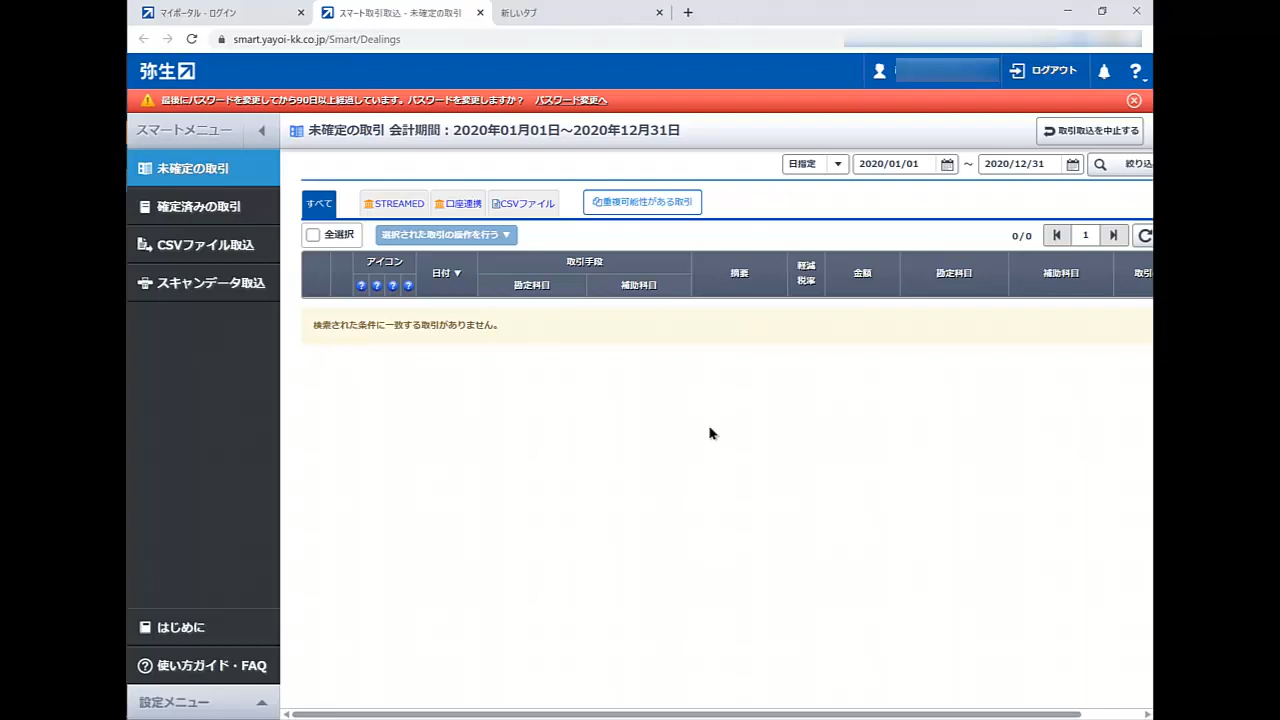 マイポータル - ログイン
スマート取引取込 - 未確定の取引
新しいタブ
smart.yayoi-kk.co.jp/Smart/Dealings
弥生
ログアウト
?
最後にパスワードを変更してから90日以上経過しています。パスワードを変更しますか? パスワード変更へ
スマートメニュー
未確定の取引 会計期間:2020年01月01日~2020年12月31日
取引取込を中止する
未確定の取引
日指定
2020/01/01
~
2020/12/31
絞り込
確定済みの取引
すべて
STREAMED
口座連携
CSVファイル
重複可能性がある取引
CSVファイル取込
全選択
選択された取引の操作を行う ▼
0/0
1
スキャンデータ取込
アイコン
日付▼
取引手段
摘要
軽減
税率
金額
勘定科目
補助科目
取引
? ? ? ?
勘定科目
補助科目
検索された条件に一致する取引がありません。
はじめに
使い方ガイド・FAQ
設定メニュー